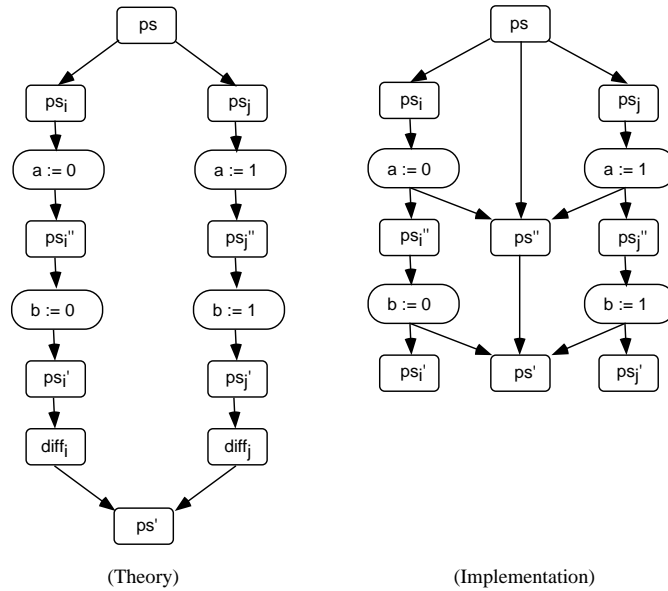 ps
ps
psᵢ
psⱼ
psᵢ
psⱼ
a := 0
a := 1
a := 0
a := 1
psᵢ''
psⱼ''
psᵢ''
ps''
psⱼ''
b := 0
b := 1
b := 0
b := 1
psᵢ'
psⱼ'
psᵢ'
ps'
psⱼ'
diffᵢ
diffⱼ
ps'
(Theory)
(Implementation)